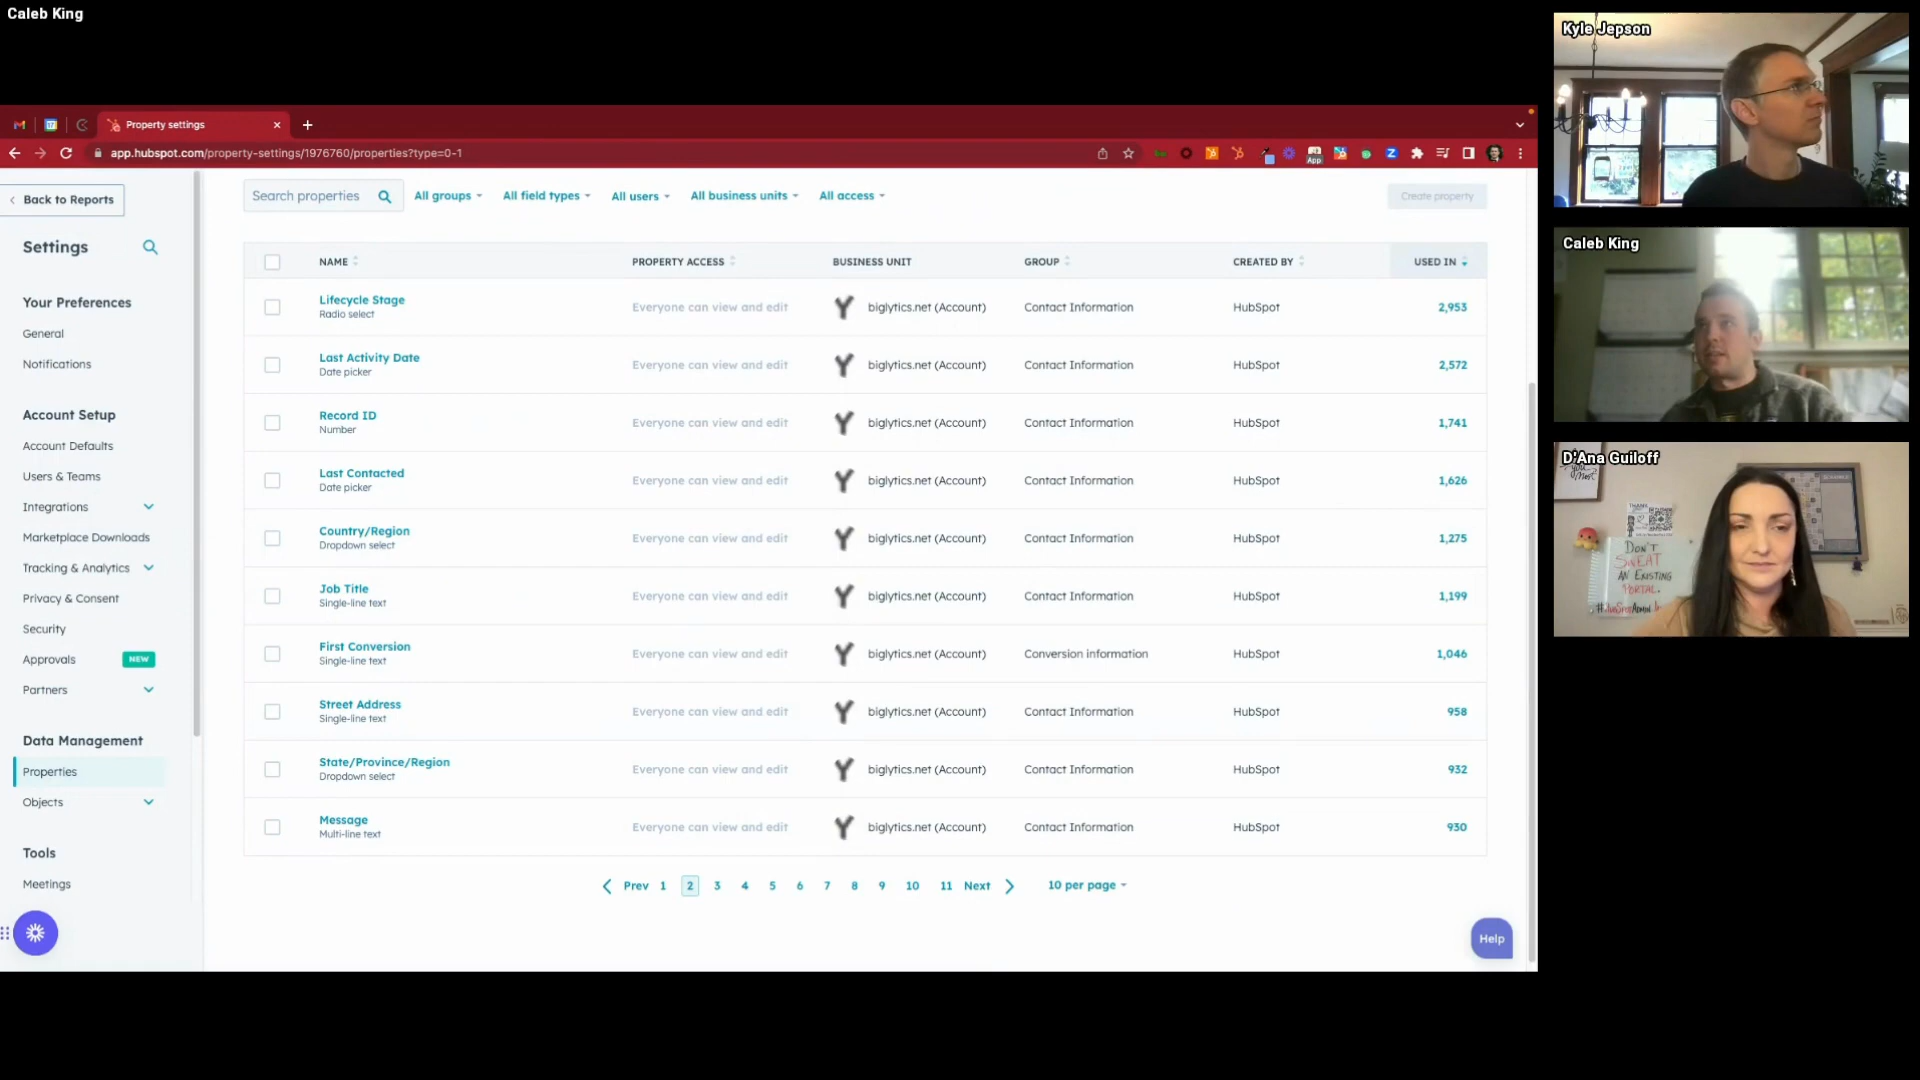 Caleb King
Property settings
app.hubspot.com/property-settings/1976760/properties?type=0-1
App
Back to Reports
Settings
Your Preferences
General
Notifications
Account Setup
Account Defaults
Users & Teams
Integrations
Marketplace Downloads
Tracking & Analytics
Privacy & Consent
Security
Approvals NEW
Partners
Data Management
Properties
Objects
Tools
Meetings
Search properties All groups All field types All users All business units All access Create property
NAME PROPERTY ACCESS BUSINESS UNIT GROUP CREATED BY USED IN
Lifecycle Stage
Radio select
Everyone can view and edit biglytics.net (Account) Contact Information HubSpot 2,953
Last Activity Date
Date picker
Everyone can view and edit biglytics.net (Account) Contact Information HubSpot 2,572
Record ID
Number
Everyone can view and edit biglytics.net (Account) Contact Information HubSpot 1,741
Last Contacted
Date picker
Everyone can view and edit biglytics.net (Account) Contact Information HubSpot 1,626
Country/Region
Dropdown select
Everyone can view and edit biglytics.net (Account) Contact Information HubSpot 1,275
Job Title
Single-line text
Everyone can view and edit biglytics.net (Account) Contact Information HubSpot 1,199
First Conversion
Single-line text
Everyone can view and edit biglytics.net (Account) Conversion information HubSpot 1,046
Street Address
Single-line text
Everyone can view and edit biglytics.net (Account) Contact Information HubSpot 958
State/Province/Region
Dropdown select
Everyone can view and edit biglytics.net (Account) Contact Information HubSpot 932
Message
Multi-line text
Everyone can view and edit biglytics.net (Account) Contact Information HubSpot 930
Prev 1 2 3 4 5 6 7 8 9 10 11 Next 10 per page
Help
Kyle Jepson
Caleb King
D'Ana Guiloff
DON'T
SWEAT
AN EXISTING
PORTAL.